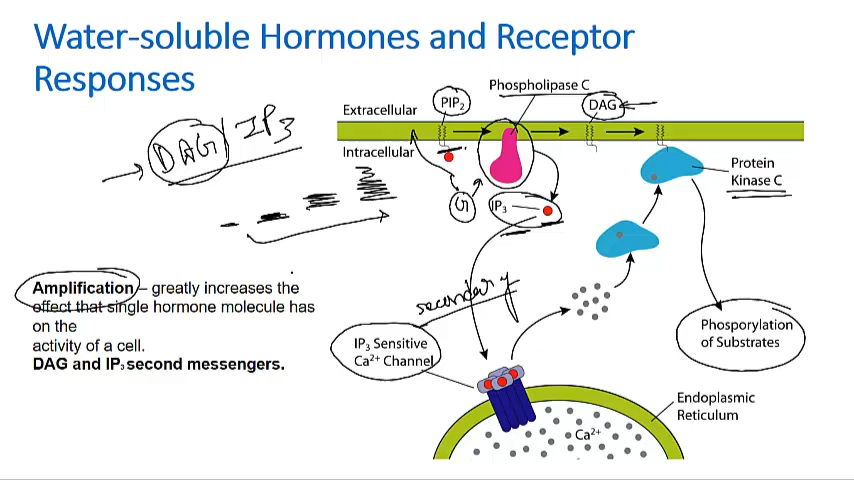 Water-soluble Hormones and Receptor
Responses
DAG/IP3
Extracellular
Intracellular
PIP2
Phospholipase C
DAG
Protein
Kinase C
G
IP3
Amplification – greatly increases the
effect that single hormone molecule has
on the
activity of a cell.
DAG and IP3 second messengers.
secondary
IP3 Sensitive
Ca2+ Channel
Phosporylation
of Substrates
Endoplasmic
Reticulum
Ca2+